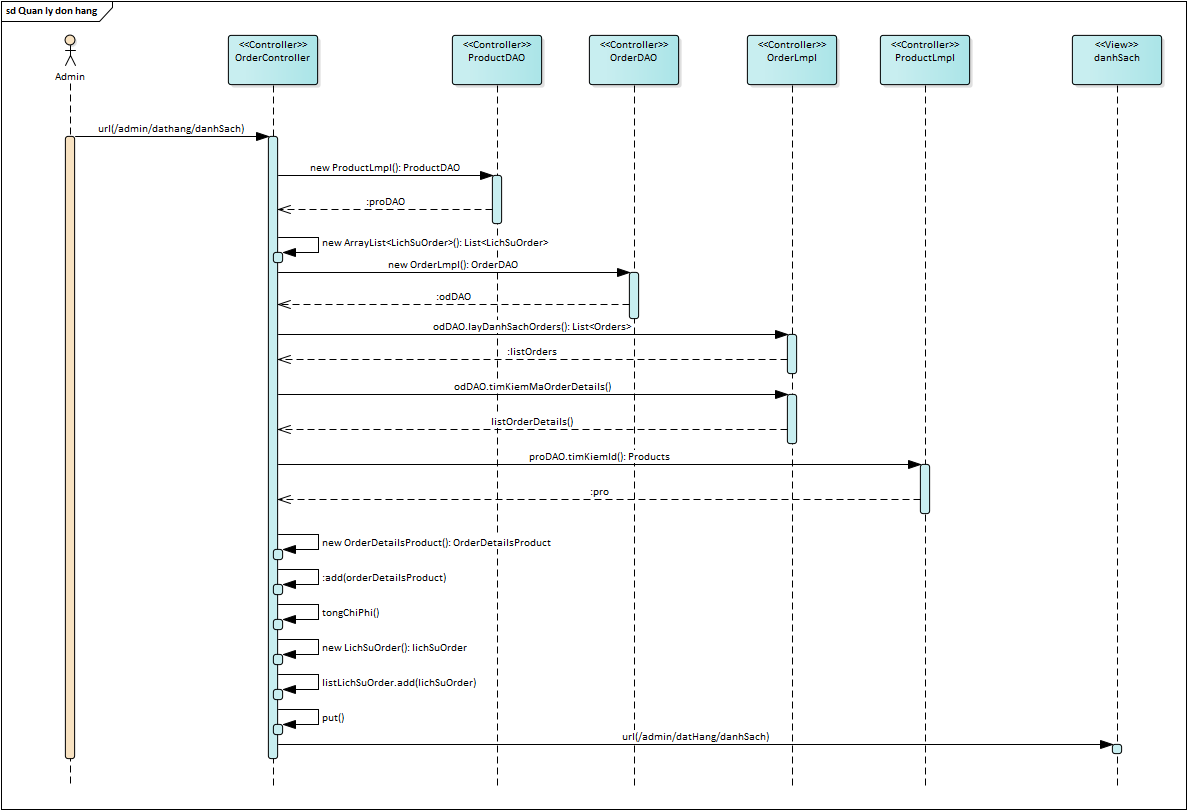 sd Quan ly don hang
Admin
<<Controller>>
OrderController
<<Controller>>
ProductDAO
<<Controller>>
OrderDAO
<<Controller>>
OrderLmpl
<<Controller>>
ProductLmpl
<<View>>
danhSach
url(/admin/dathang/danhSach)
new ProductLmpl(): ProductDAO
:proDAO
new ArrayList<LichSuOrder>(): List<LichSuOrder>
new OrderLmpl(): OrderDAO
:odDAO
odDAO.layDanhSachOrders(): List<Orders>
:listOrders
odDAO.timKiemMaOrderDetails()
listOrderDetails()
proDAO.timKiemId(): Products
:pro
new OrderDetailsProduct(): OrderDetailsProduct
:add(orderDetailsProduct)
tongChiPhi()
new LichSuOrder(): lichSuOrder
listLichSuOrder.add(lichSuOrder)
put()
url(/admin/datHang/danhSach)